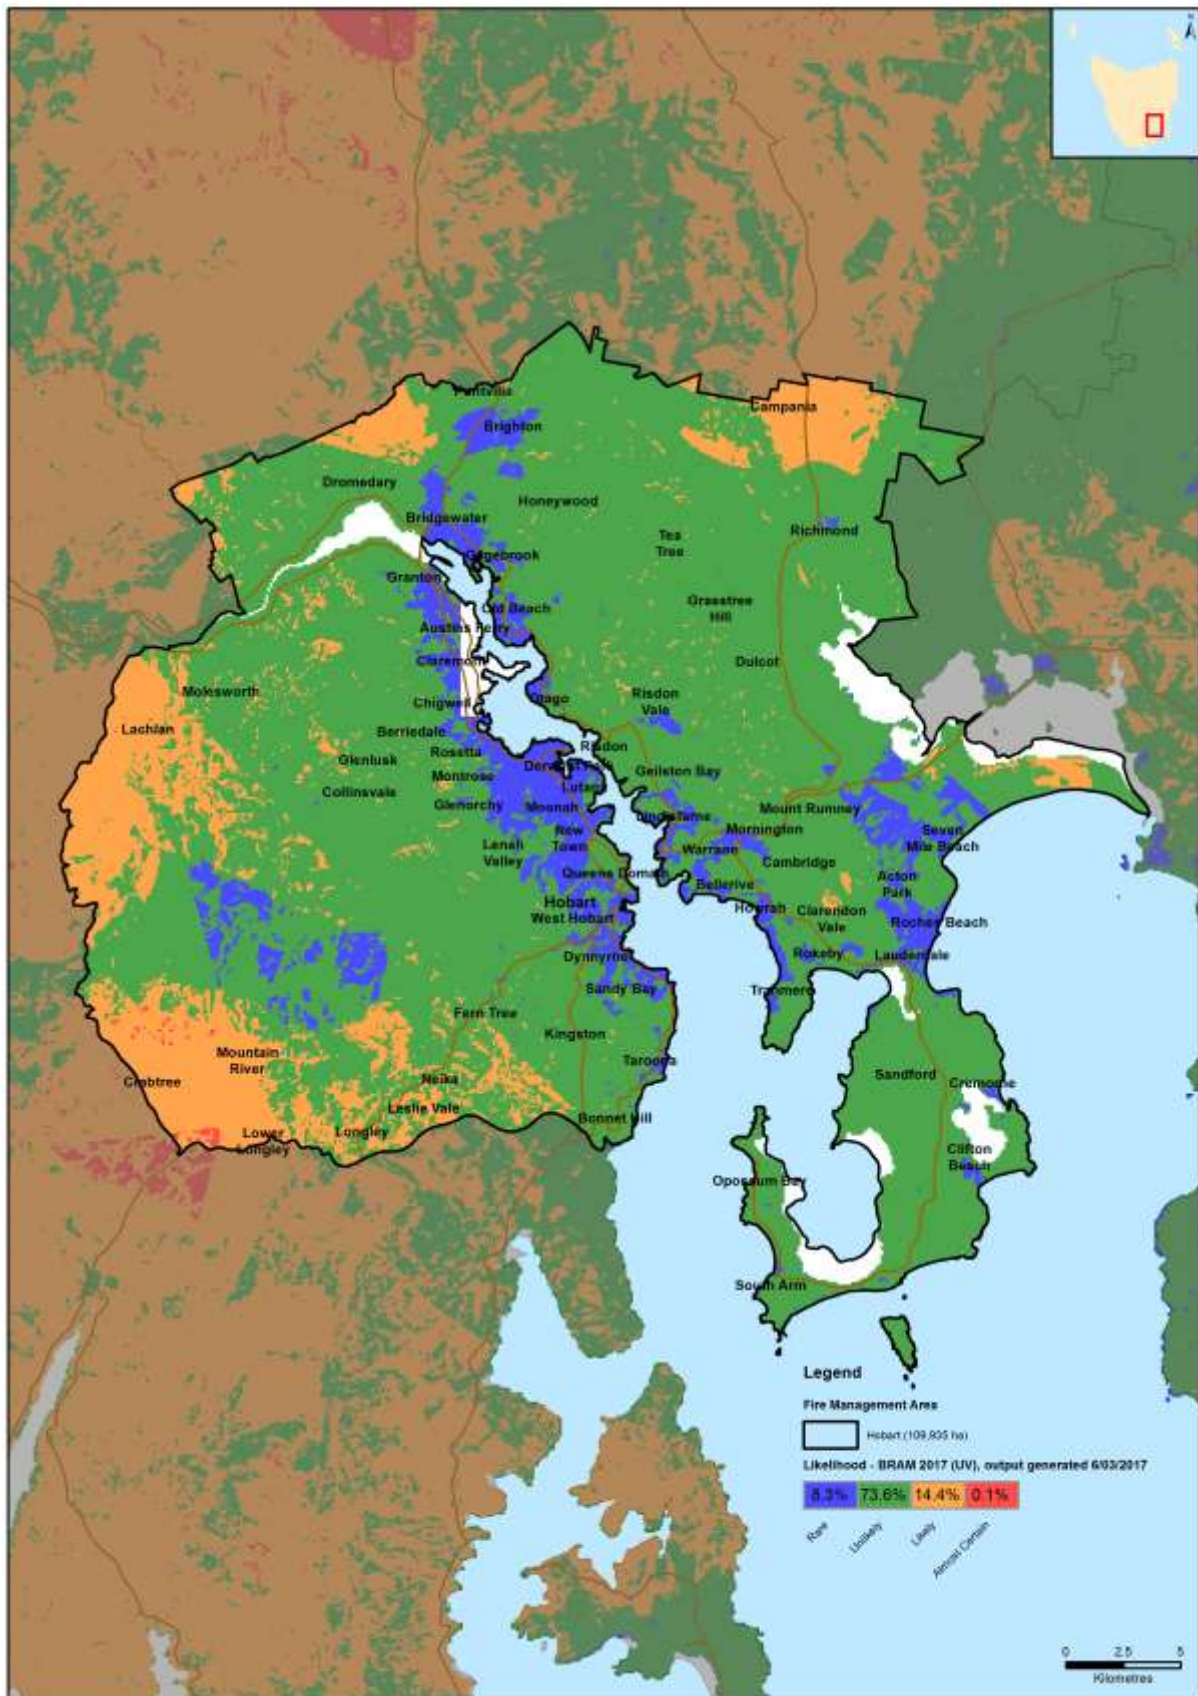 Pontville
Campania
Brighton
Dromedary
Honeywood
Bridgewater
Richmond
Tea
Tree
Gagebrook
Granton
Grasstree
Hill
Old Beach
Austins Ferry
Claremont
Dulcot
Molesworth
Risdon
Vale
Otago
Chigwell
Lachlan
Berriedale
Risdon
Rosetta
Glenlusk
Derwent Park
Geilston Bay
Montrose
Lutana
Collinsvale
Glenorchy
Moonah
Mount Rumney
Lindisfarne
New
Town
Mornington
Seven
Mile Beach
Lenah
Valley
Warrane
Cambridge
Queens Domain
Acton
Park
Bellerive
Hobart
West Hobart
Howrah
Clarendon
Vale
Roches Beach
Dynnyrne
Rokeby
Lauderdale
Sandy Bay
Tranmere
Fern Tree
Kingston
Mountain
River
Taroona
Sandford
Crabtree
Neika
Cremorne
Leslie Vale
Bonnet Hill
Lower
Longley
Longley
Clifton
Beach
Opossum Bay
South Arm
Legend
Fire Management Area
Hobart (109,935 ha)
Likelihood - BRAM 2017 (UV), output generated 6/03/2017
8.3% 73.6% 14.4% 0.1%
Rare Unlikely Likely Almost Certain
0 2.5 5
Kilometres